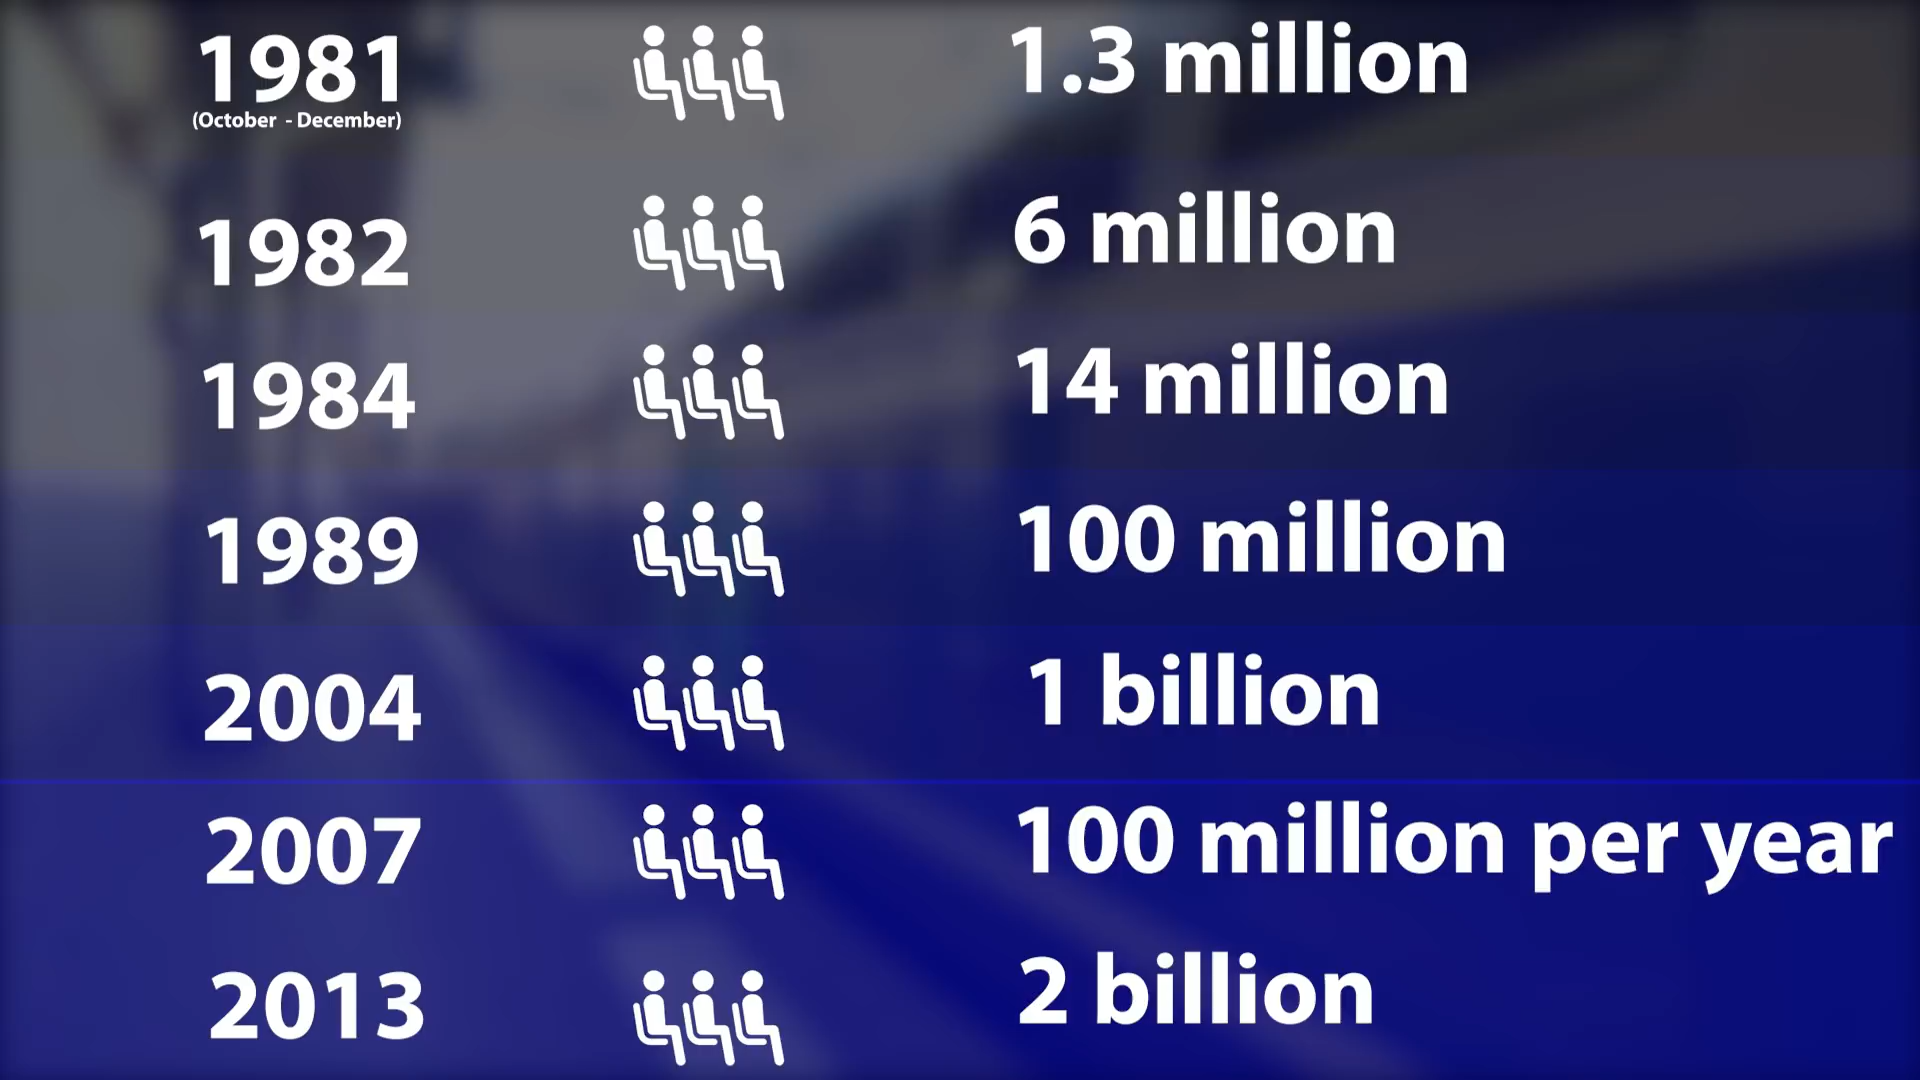 1981 1.3 million
(October - December)
1982 6 million
1984 14 million
1989 100 million
2004 1 billion
2007 100 million per year
2013 2 billion